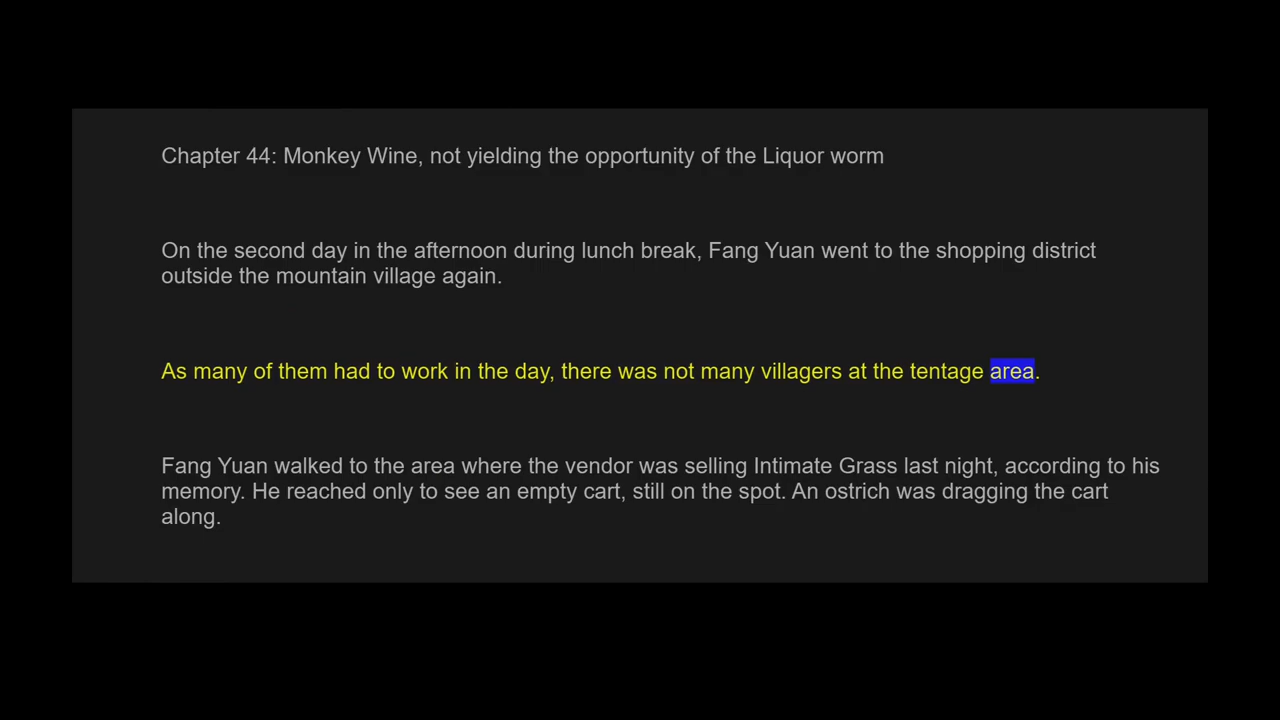 Chapter 44: Monkey Wine, not yielding the opportunity of the Liquor worm
On the second day in the afternoon during lunch break, Fang Yuan went to the shopping district
outside the mountain village again.
As many of them had to work in the day, there was not many villagers at the tentage area.
Fang Yuan walked to the area where the vendor was selling Intimate Grass last night, according to his
memory. He reached only to see an empty cart, still on the spot. An ostrich was dragging the cart
along.